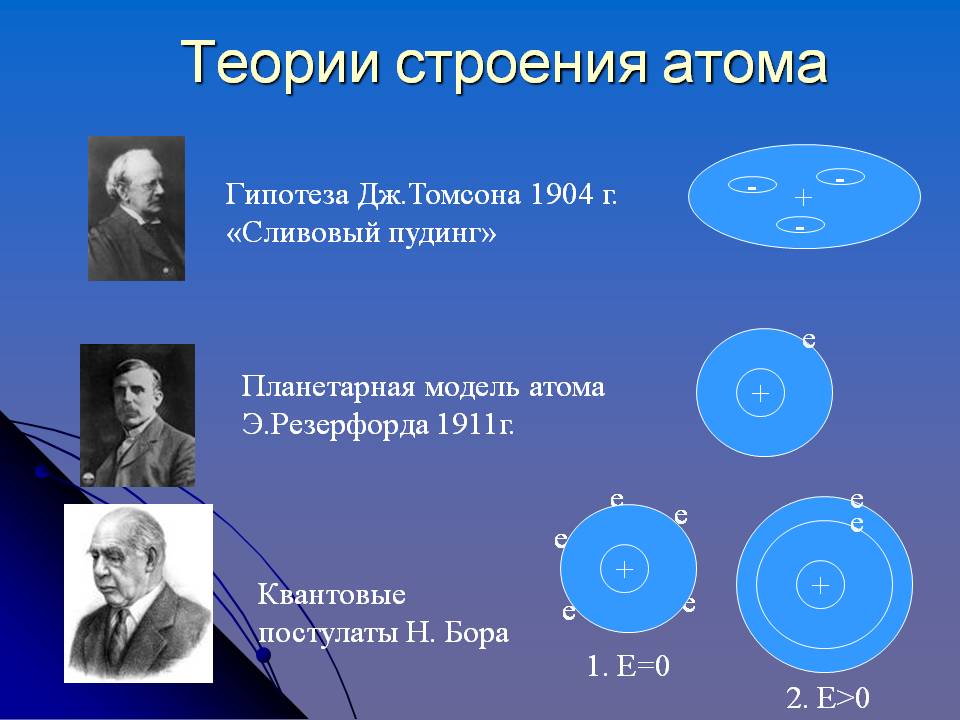 Теории строения атома
Гипотеза Дж.Томсона 1904 г.
«Сливовый пудинг»
- -
+
-
Планетарная модель атома
Э.Резерфорда 1911г.
е
+
Квантовые
постулаты Н. Бора
е
е
е
+
е
е
1. Е=0
е
е
+
2. Е>0